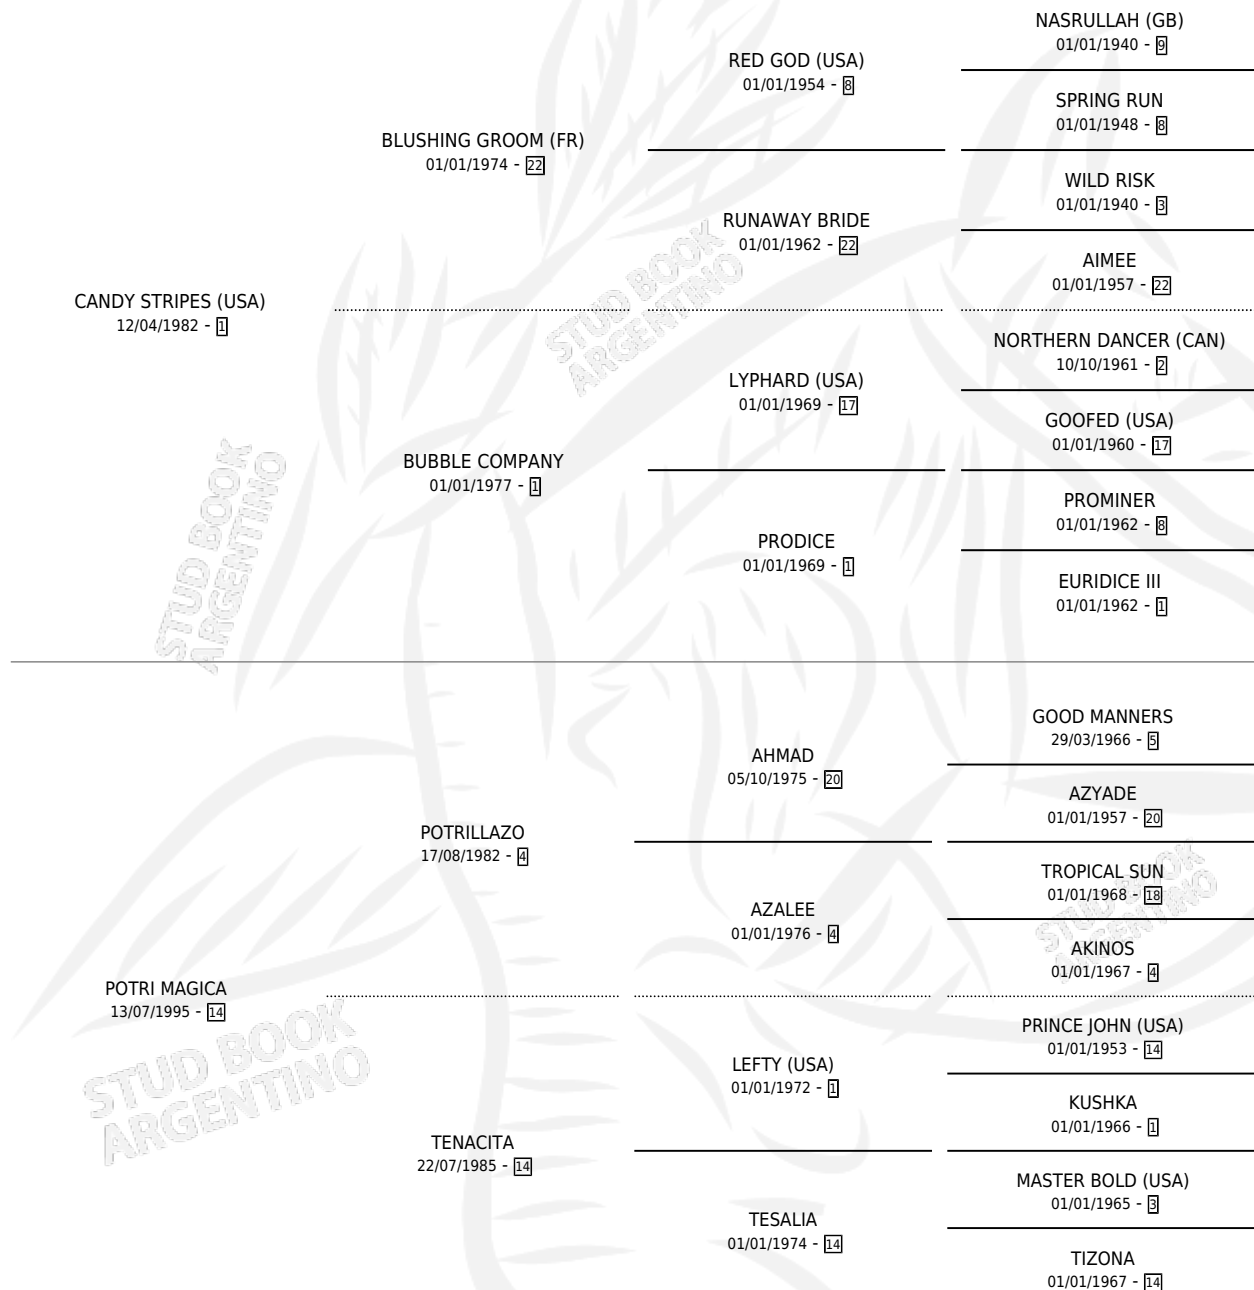 NASRULLAH (GB)
01/01/1940 - 9
RED GOD (USA)
01/01/1954 - 8
SPRING RUN
01/01/1948 - 8
BLUSHING GROOM (FR)
01/01/1974 - 22
WILD RISK
01/01/1940 - 3
RUNAWAY BRIDE
01/01/1962 - 22
AIMEE
01/01/1957 - 22
CANDY STRIPES (USA)
12/04/1982 - 1
NORTHERN DANCER (CAN)
10/10/1961 - 2
LYPHARD (USA)
01/01/1969 - 17
GOOFED (USA)
01/01/1960 - 17
BUBBLE COMPANY
01/01/1977 - 1
PROMINER
01/01/1962 - 8
PRODICE
01/01/1969 - 1
EURIDICE III
01/01/1962 - 1
GOOD MANNERS
29/03/1966 - 5
AHMAD
05/10/1975 - 20
AZYADE
01/01/1957 - 20
POTRILLAZO
17/08/1982 - 4
TROPICAL SUN
01/01/1968 - 18
AZALEE
01/01/1976 - 4
AKINOS
01/01/1967 - 4
POTRI MAGICA
13/07/1995 - 14
PRINCE JOHN (USA)
01/01/1953 - 14
LEFTY (USA)
01/01/1972 - 1
KUSHKA
01/01/1966 - 1
TENACITA
22/07/1985 - 14
MASTER BOLD (USA)
01/01/1965 - 3
TESALIA
01/01/1974 - 14
TIZONA
01/01/1967 - 14
STUD BOOK
ARGENTINO
STUD BOOK
ARGENTINO
STUD BOOK
ARGENTINO
STUD BOOK
ARGENTINO